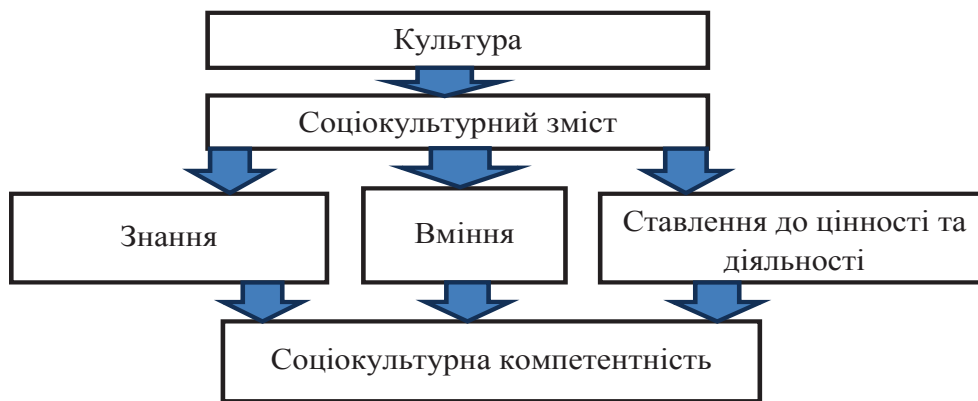 Культура
Соціокультурний зміст
Знання
Вміння
Ставлення до цінності та
діяльності
Соціокультурна компетентність